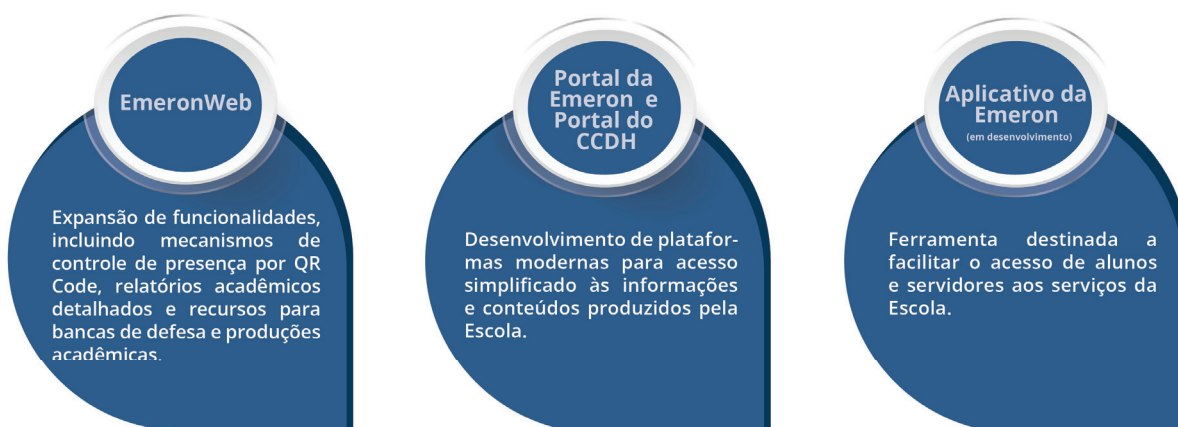 EmeronWeb
Expansão de funcionalidades,
incluindo mecanismos de
controle de presença por QR
Code, relatórios acadêmicos
detalhados e recursos para
bancas de defesa e produções
acadêmicas.
Portal da
Emeron e
Portal do
CCDH
Desenvolvimento de platafor-
mas modernas para acesso
simplificado às informações
e conteúdos produzidos pela
Escola.
Aplicativo da
Emeron
(em desenvolvimento)
Ferramenta destinada a
facilitar o acesso de alunos
e servidores aos serviços da
Escola.